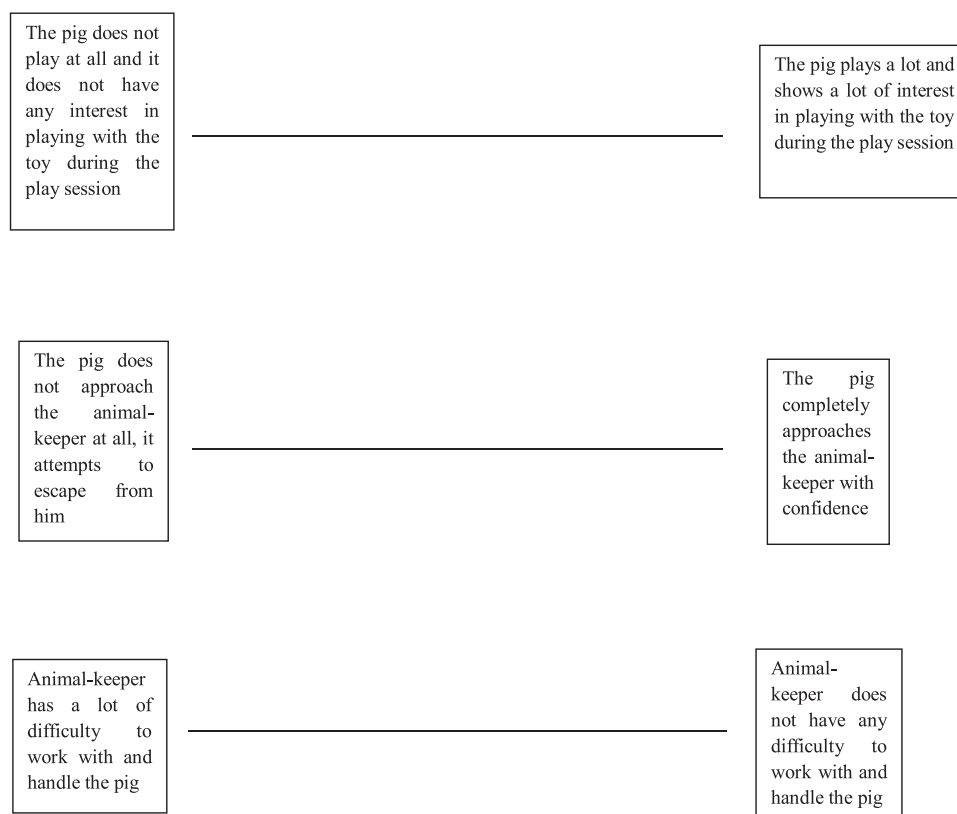 The pig does not
play at all and it
does not have
any interest in
playing with the
toy during the
play session
The pig plays a lot and
shows a lot of interest
in playing with the toy
during the play session
The pig does
not approach
the animal-
keeper at all, it
attempts to
escape from
him
The pig
completely
approaches
the animal-
keeper with
confidence
Animal-keeper
has a lot of
difficulty to
work with and
handle the pig
Animal-
keeper does
not have any
difficulty to
work with and
handle the pig